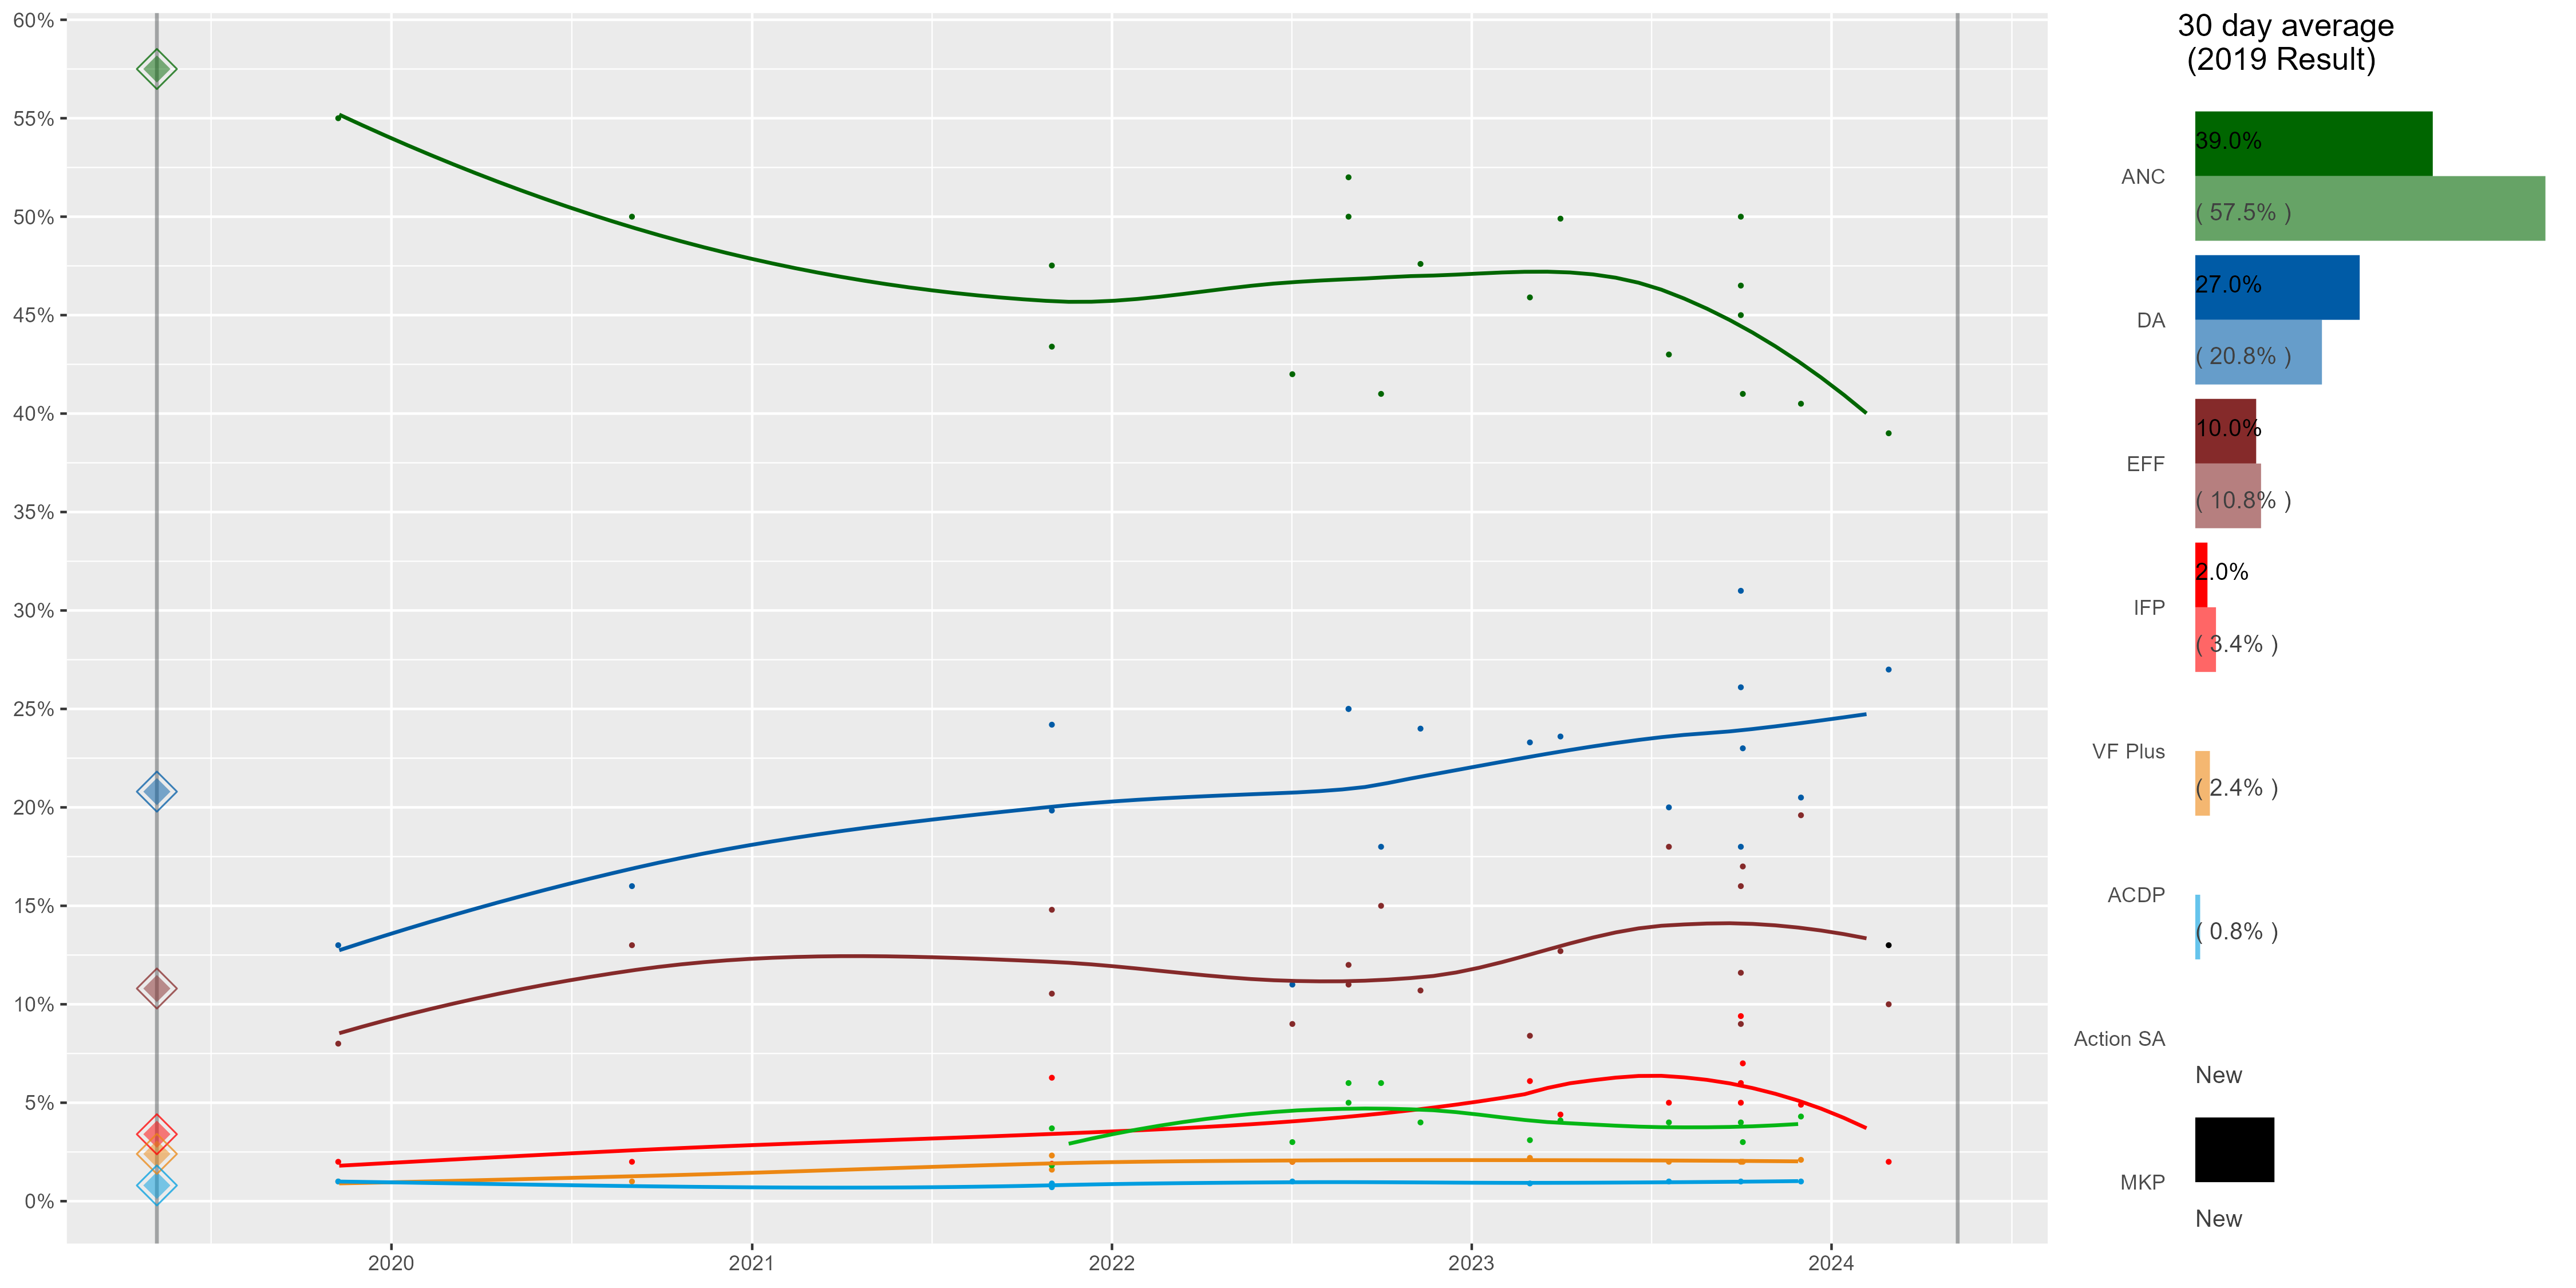 60%
55%
50%
45%
40%
35%
30%
25%
20%
15%
10%
5%
0%
2020
2021
2022
2023
2024
30 day average
(2019 Result)
ANC
39.0%
( 57.5% )
DA
27.0%
( 20.8% )
EFF
10.0%
( 10.8% )
IFP
2.0%
( 3.4% )
VF Plus
( 2.4% )
ACDP
( 0.8% )
Action SA
New
MKP
New